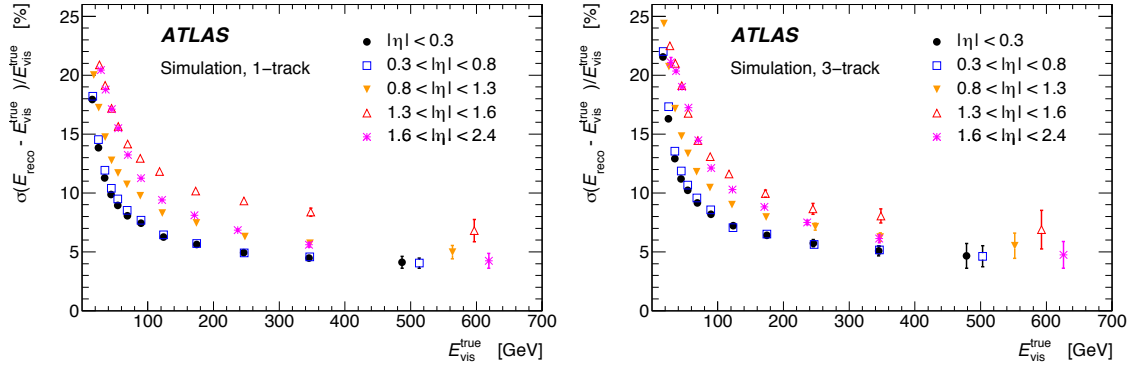 σ(E_reco - E_vis^true)/E_vis^true [%]
25
20
15
10
5
0
ATLAS
Simulation, 1-track
|η| < 0.3
0.3 < |η| < 0.8
0.8 < |η| < 1.3
1.3 < |η| < 1.6
1.6 < |η| < 2.4
100 200 300 400 500 600 700
E_vis^true [GeV]
σ(E_reco - E_vis^true)/E_vis^true [%]
25
20
15
10
5
0
ATLAS
Simulation, 3-track
|η| < 0.3
0.3 < |η| < 0.8
0.8 < |η| < 1.3
1.3 < |η| < 1.6
1.6 < |η| < 2.4
100 200 300 400 500 600 700
E_vis^true [GeV]